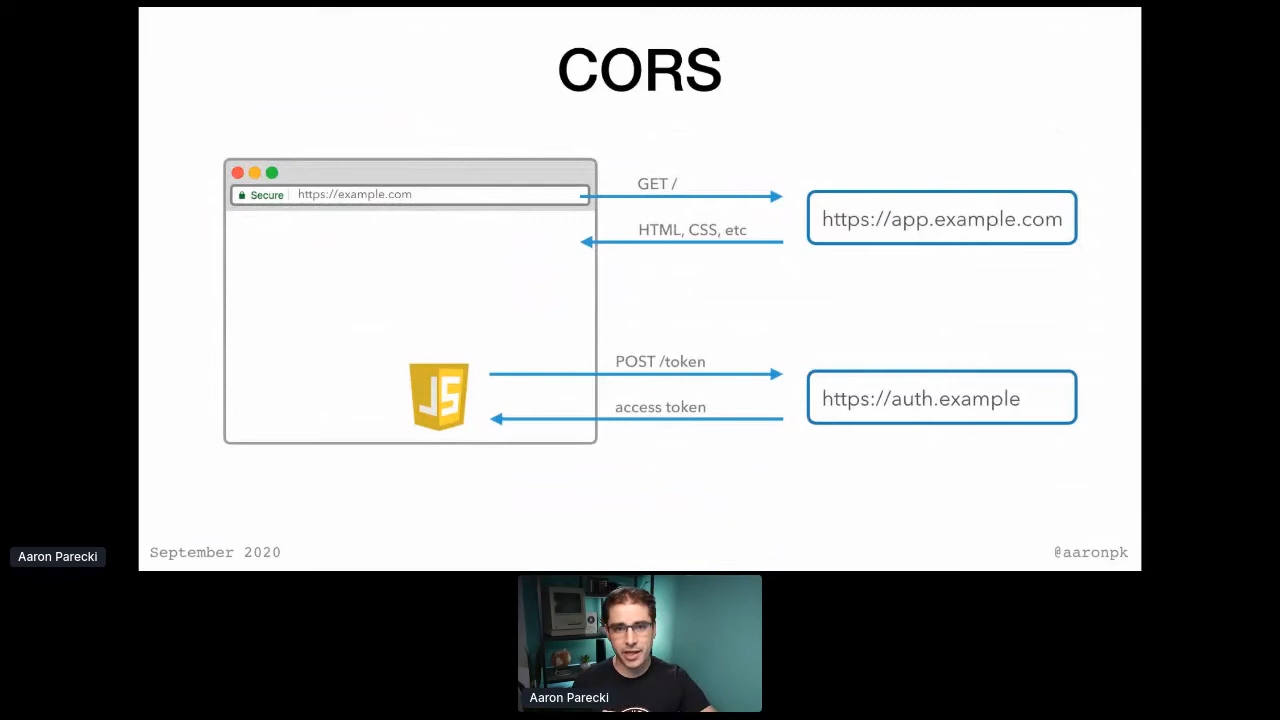 CORS
Secure
https://example.com
GET /
https://app.example.com
HTML, CSS, etc
JS
POST /token
https://auth.example
access token
September 2020
@aaronpk
Aaron Parecki
Aaron Parecki